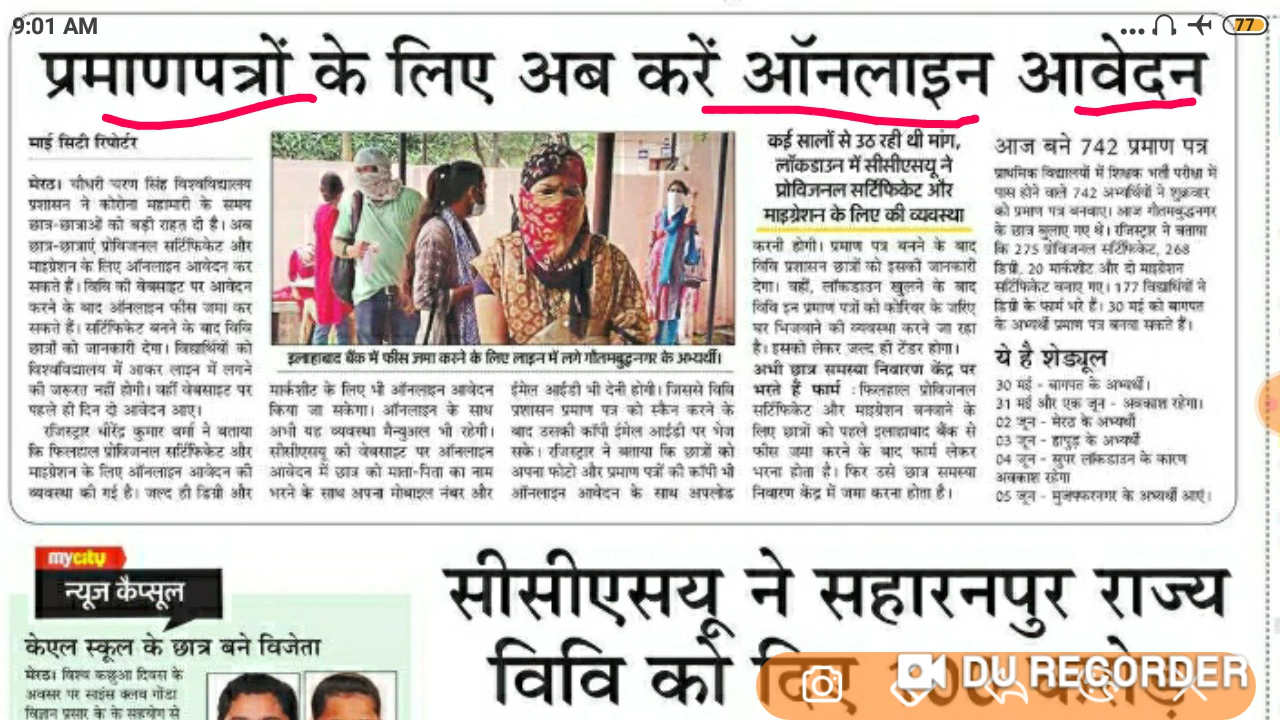 9:01 AM
77
प्रमाणपत्रों के लिए अब करें ऑनलाइन आवेदन
माई सिटी रिपोर्टर
मेरठ। चौधरी चरण सिंह विश्वविद्यालय
प्रशासन ने कोरोना महामारी के समय
छात्र-छात्राओं को बड़ी राहत दी है। अब
छात्र-छात्राएं प्रोविजनल सर्टिफिकेट और
माइग्रेशन के लिए ऑनलाइन आवेदन कर
सकते हैं। विवि की वेबसाइट पर आवेदन
करने के बाद ऑनलाइन फीस जमा कर
सकते हैं। सर्टिफिकेट बनने के बाद विवि
छात्रों को जानकारी देगा। विद्यार्थियों को
विश्वविद्यालय में आकर लाइन में लगने
की जरूरत नहीं होगी। वहीं वेबसाइट पर
पहले ही दिन दो आवेदन आए।
रजिस्ट्रार धीरेंद्र कुमार वर्मा ने बताया
कि फिलहाल प्रोविजनल सर्टिफिकेट और
माइग्रेशन के लिए ऑनलाइन आवेदन की
व्यवस्था की गई है। जल्द ही डिग्री और
इलाहाबाद बैंक में फीस जमा करने के लिए लाइन में लगे गौतमबुद्धनगर के अभ्यर्थी।
मार्कशीट के लिए भी ऑनलाइन आवेदन
किया जा सकेगा। ऑनलाइन के साथ
अभी यह व्यवस्था मैन्युअल भी रहेगी।
सीसीएसयू की वेबसाइट पर ऑनलाइन
आवेदन में छात्र को माता-पिता का नाम
भरने के साथ अपना मोबाइल नंबर और
ईमेल आईडी भी देनी होगी। जिससे विवि
प्रशासन प्रमाण पत्र को स्कैन करने के
बाद उसकी कॉपी ईमेल आईडी पर भेज
सके। रजिस्ट्रार ने बताया कि छात्रों को
अपना फोटो और प्रमाण पत्रों की कॉपी भी
ऑनलाइन आवेदन के साथ अपलोड
कई सालों से उठ रही थी मांग,
लॉकडाउन में सीसीएसयू ने
प्रोविजनल सर्टिफिकेट और
माइग्रेशन के लिए की व्यवस्था
करनी होगी। प्रमाण पत्र बनने के बाद
विवि प्रशासन छात्रों को इसकी जानकारी
देगा। वहीं, लॉकडाउन खुलने के बाद
विवि इन प्रमाण पत्रों को कोरियर के जरिए
घर भिजवाने की व्यवस्था करने जा रहा
है। इसको लेकर जल्द ही टेंडर होगा।
अभी छात्र समस्या निवारण केंद्र पर
भरते हैं फार्म : फिलहाल प्रोविजनल
सर्टिफिकेट और माइग्रेशन बनवाने के
लिए छात्रों को पहले इलाहाबाद बैंक से
फीस जमा करने के बाद फार्म लेकर
भरना होता है। फिर उसे छात्र समस्या
निवारण केंद्र में जमा करना होता है।
आज बने 742 प्रमाण पत्र
प्राथमिक विद्यालयों में शिक्षक भर्ती परीक्षा में
पास होने वाले 742 अभ्यर्थियों ने शुक्रवार
को प्रमाण पत्र बनवाए। आज गौतमबुद्धनगर
के छात्र बुलाए गए थे। रजिस्ट्रार ने बताया
कि 275 प्रोविजनल सर्टिफिकेट, 268
डिग्री, 20 मार्कशीट और दो माइग्रेशन
सर्टिफिकेट बनाए गए। 177 विद्यार्थियों ने
डिग्री के फार्म भरे हैं। 30 मई को बागपत
के अभ्यर्थी प्रमाण पत्र बनवा सकते हैं।
ये है शेड्यूल
30 मई - बागपत के अभ्यर्थी।
31 मई और एक जून - अवकाश रहेगा।
02 जून - मेरठ के अभ्यर्थी
03 जून - हापुड़ के अभ्यर्थी
04 जून - सुपर लॉकडाउन के कारण
अवकाश रहेगा
05 जून - मुजफ्फरनगर के अभ्यर्थी आएं।
mycity
न्यूज कैप्सूल
केएल स्कूल के छात्र बने विजेता
मेरठ। विश्व कछुआ दिवस के
अवसर पर साइंस क्लब गोंडा
विज्ञान प्रसार के के सहयोग से
सीसीएसयू ने सहारनपुर राज्य
विवि को दिए
DU RECORDER